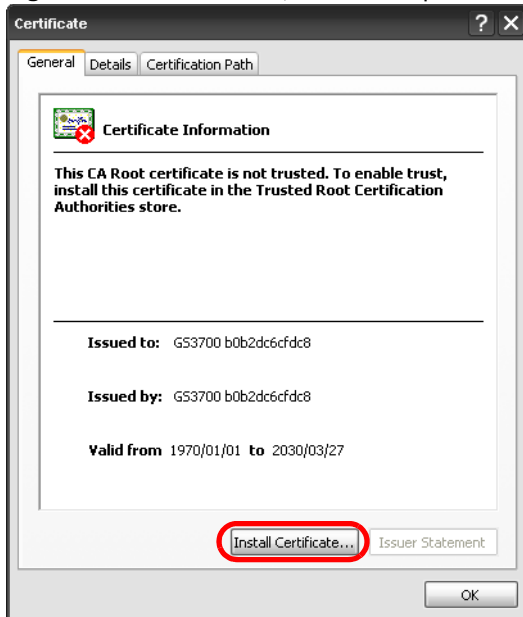 Certificate
General Details Certification Path
Certificate Information
This CA Root certificate is not trusted. To enable trust,
install this certificate in the Trusted Root Certification
Authorities store.
Issued to: GS3700 b0b2dc6cfdc8
Issued by: GS3700 b0b2dc6cfdc8
Valid from 1970/01/01 to 2030/03/27
Install Certificate... Issuer Statement
OK